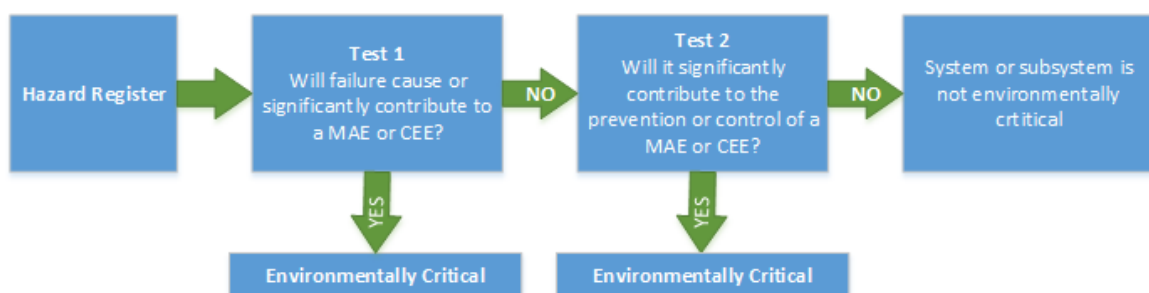 Hazard Register
Test 1
Will failure cause or
significantly contribute to
a MAE or CEE?
NO
Test 2
Will it significantly
contribute to the
prevention or control of a
MAE or CEE?
NO
System or subsystem is
not environmentally
crtitical
YES
YES
Environmentally Critical
Environmentally Critical